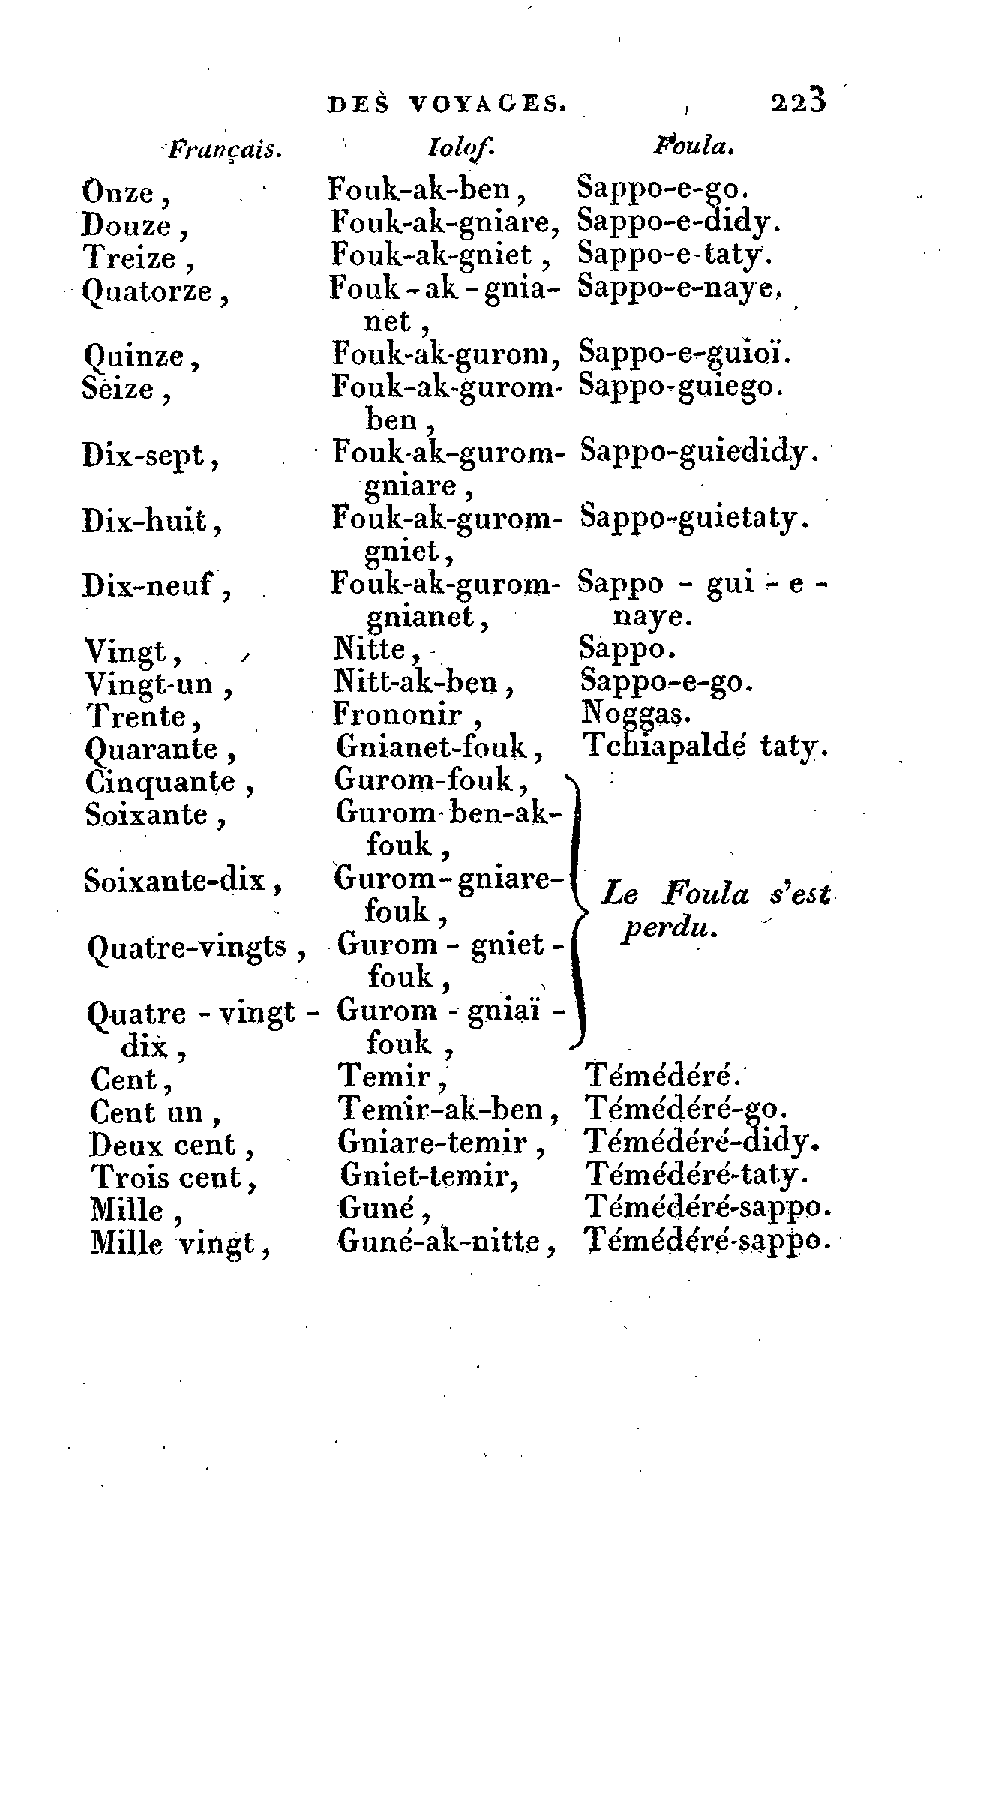 DES VOYAGES. 223
Français. Iolof. Foula.
Onze, Fouk-ak-ben, Sappo-e-go.
Douze, Fouk-ak-gniare, Sappo-e-didy.
Treize, Fouk-ak-gniet, Sappo-e-taty.
Quatorze, Fouk-ak-gnia- Sappo-e-naye.
net,
Quinze, Fouk-ak-gurom, Sappo-e-guioï.
Seize, Fouk-ak-gurom- Sappo-guiego.
ben,
Dix-sept, Fouk-ak-gurom- Sappo-guiedidy.
gniare,
Dix-huit, Fouk-ak-gurom- Sappo-guietaty.
gniet,
Dix-neuf, Fouk-ak-gurom- Sappo - gui - e -
gnianet, naye.
Vingt, Nitte, Sappo.
Vingt-un, Nitt-ak-ben, Sappo-e-go.
Trente, Frononir, Noggas.
Quarante, Gnianet-fouk, Tchiapaldé taty.
Cinquante, Gurom-fouk,
Soixante, Gurom-ben-ak-
fouk,
Soixante-dix, Gurom-gniare- Le Foula s'est
fouk, perdu.
Quatre-vingts, Gurom - gniet -
fouk,
Quatre - vingt - Gurom - gniaï -
dix, fouk,
Cent, Temir, Témédéré.
Cent un, Temir-ak-ben, Témédéré-go.
Deux cent, Gniare-temir, Témédéré-didy.
Trois cent, Gniet-temir, Témédéré-taty.
Mille, Guné, Témédéré-sappo.
Mille vingt, Guné-ak-nitte, Témédéré-sappo.